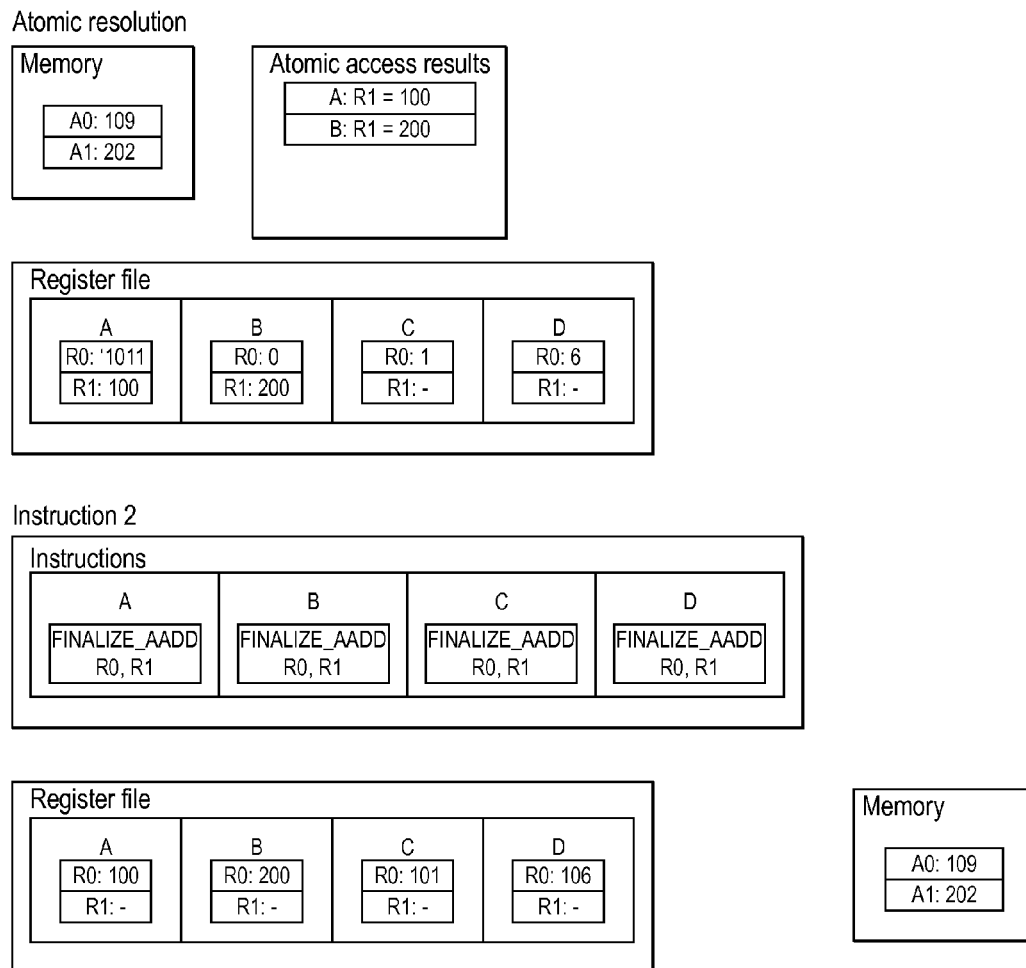 Atomic resolution
Memory
A0: 109
A1: 202
Atomic access results
A: R1 = 100
B: R1 = 200
Register file
A
R0: '1011
R1: 100
B
R0: 0
R1: 200
C
R0: 1
R1: -
D
R0: 6
R1: -
Instruction 2
Instructions
A
FINALIZE_AADD
R0, R1
B
FINALIZE_AADD
R0, R1
C
FINALIZE_AADD
R0, R1
D
FINALIZE_AADD
R0, R1
Register file
A
R0: 100
R1: -
B
R0: 200
R1: -
C
R0: 101
R1: -
D
R0: 106
R1: -
Memory
A0: 109
A1: 202